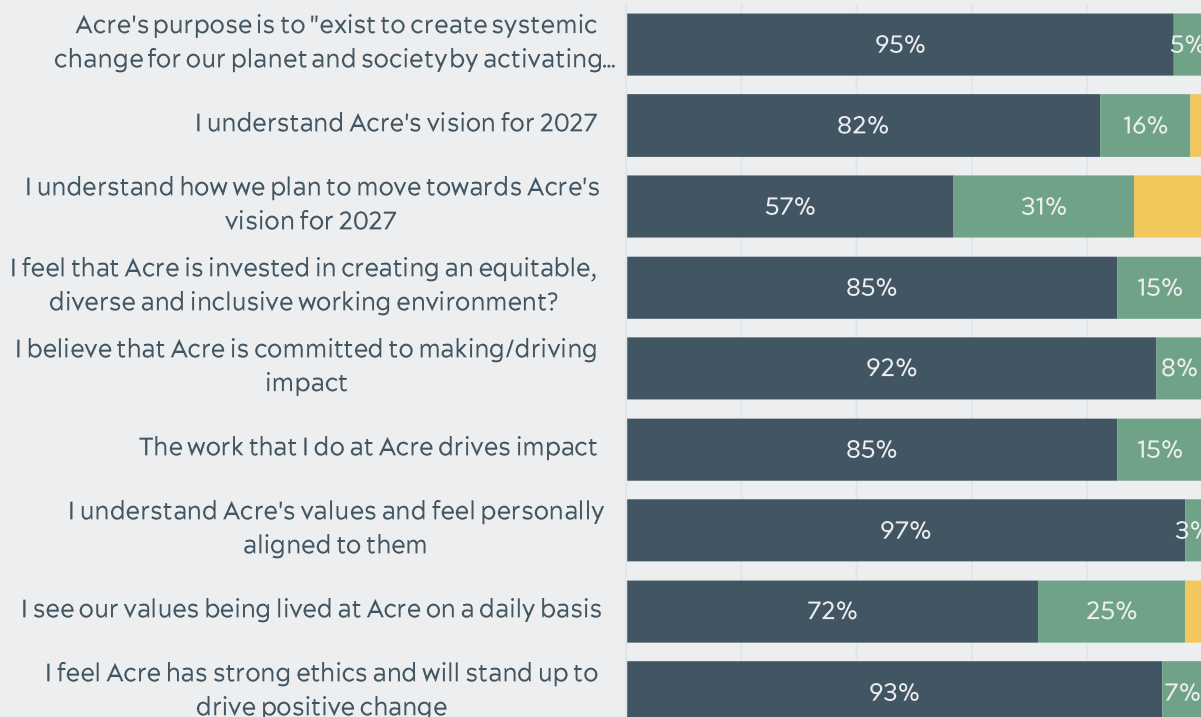 Acre's purpose is to "exist to create systemic
change for our planet and society by activating...
95%
5%
I understand Acre's vision for 2027
82%
16%
I understand how we plan to move towards Acre's
vision for 2027
57%
31%
I feel that Acre is invested in creating an equitable,
diverse and inclusive working environment?
85%
15%
I believe that Acre is committed to making/driving
impact
92%
8%
The work that I do at Acre drives impact
85%
15%
I understand Acre's values and feel personally
aligned to them
97%
3%
I see our values being lived at Acre on a daily basis
72%
25%
I feel Acre has strong ethics and will stand up to
drive positive change
93%
7%